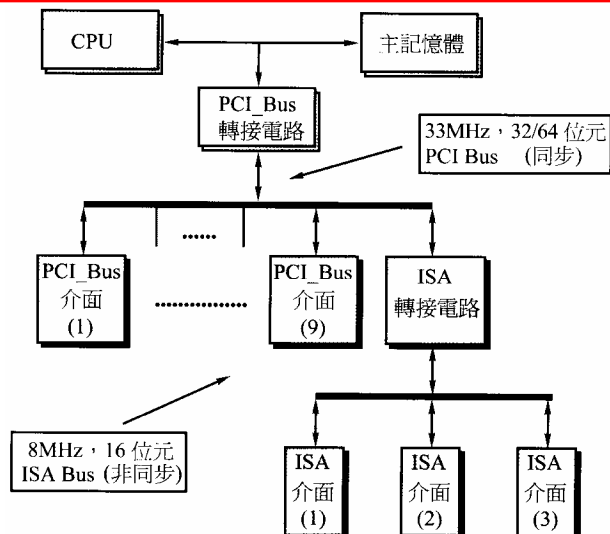 CPU
主記憶體
PCI_Bus
轉接電路
33MHz,32/64 位元
PCI Bus (同步)
......
PCI_Bus
介面
(1)
................
PCI_Bus
介面
(9)
ISA
轉接電路
8MHz,16 位元
ISA Bus (非同步)
ISA
介面
(1)
ISA
介面
(2)
ISA
介面
(3)